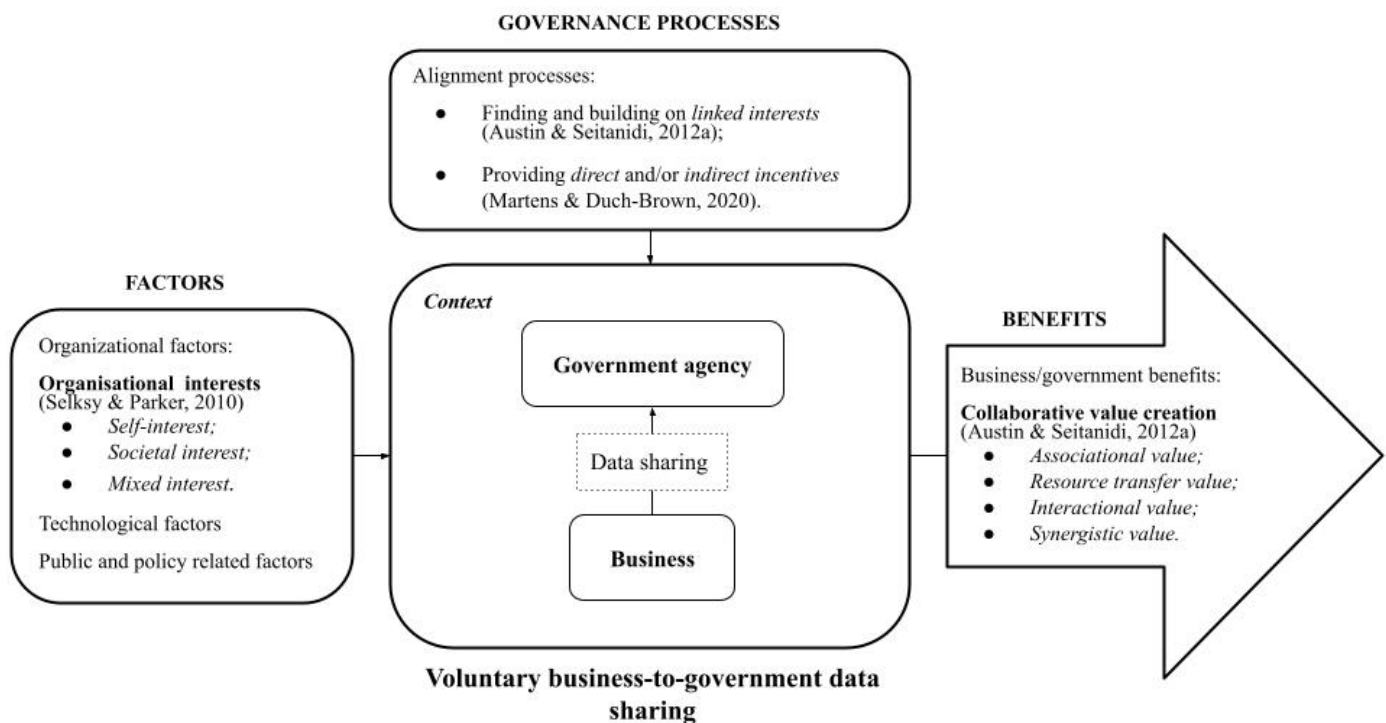 GOVERNANCE PROCESSES
Alignment processes:
● Finding and building on linked interests
(Austin & Seitanidi, 2012a);
● Providing direct and/or indirect incentives
(Martens & Duch-Brown, 2020).
FACTORS
Organizational factors:
Organisational interests
(Selksy & Parker, 2010)
● Self-interest;
● Societal interest;
● Mixed interest.
Technological factors
Public and policy related factors
Context
Government agency
Data sharing
Business
Voluntary business-to-government data
sharing
BENEFITS
Business/government benefits:
Collaborative value creation
(Austin & Seitanidi, 2012a)
● Associational value;
● Resource transfer value;
● Interactional value;
● Synergistic value.